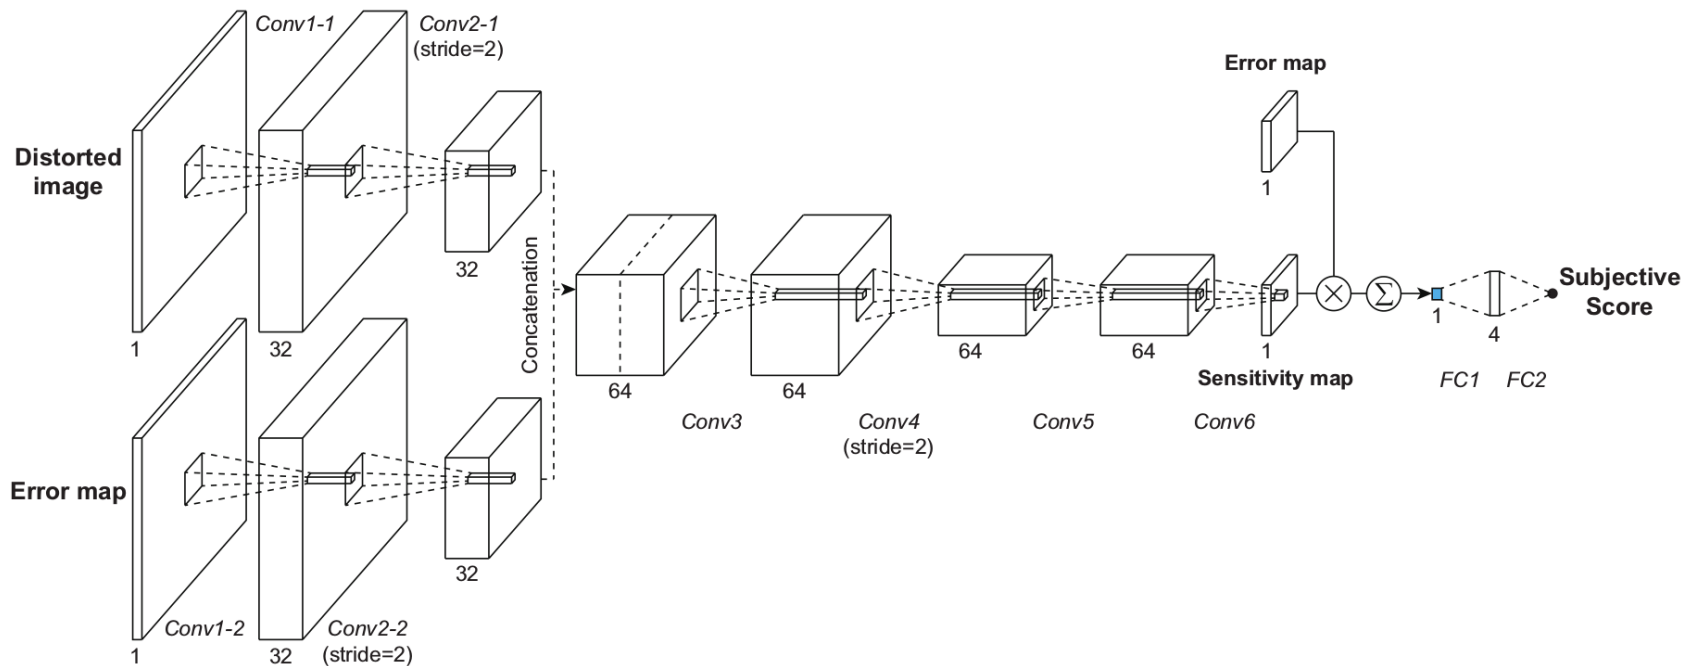 Conv1-1
Conv2-1
(stride=2)
Distorted
image
1
32
32
Error map
1
32
32
Conv1-2
Conv2-2
(stride=2)
Concatenation
64
Conv3
64
Conv4
(stride=2)
64
Conv5
64
Conv6
Error map
1
1
Sensitivity map
×
Σ
1
FC1
4
FC2
Subjective
Score